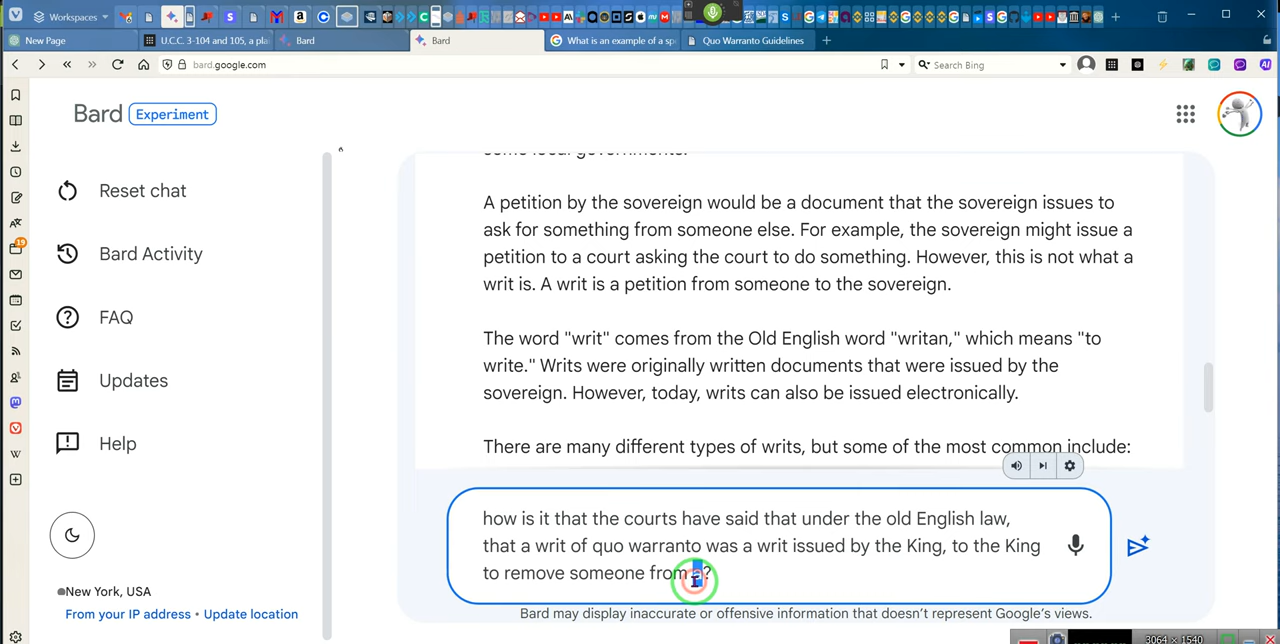 Workspaces
New Page
U.C.C. 3-104 and 105, a pla
Bard
Bard
What is an example of a sp
Quo Warranto Guidelines
bard.google.com
Search Bing
Bard Experiment
Reset chat
Bard Activity
FAQ
Updates
Help
New York, USA
From your IP address • Update location
some local governments.
A petition by the sovereign would be a document that the sovereign issues to
ask for something from someone else. For example, the sovereign might issue a
petition to a court asking the court to do something. However, this is not what a
writ is. A writ is a petition from someone to the sovereign.
The word "writ" comes from the Old English word "writan," which means "to
write." Writs were originally written documents that were issued by the
sovereign. However, today, writs can also be issued electronically.
There are many different types of writs, but some of the most common include:
how is it that the courts have said that under the old English law,
that a writ of quo warranto was a writ issued by the King, to the King
to remove someone from a?
Bard may display inaccurate or offensive information that doesn't represent Google's views.
19
3064 × 1540